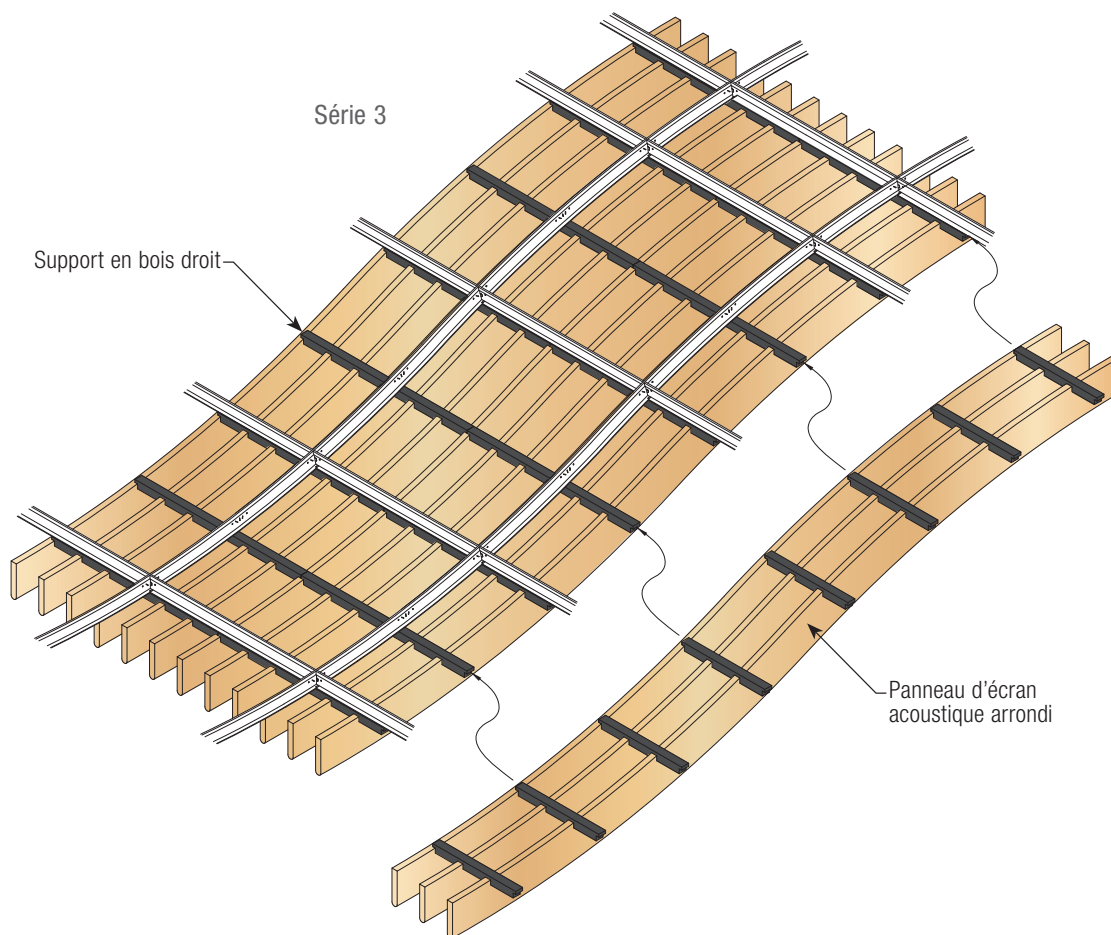 Série 3
Support en bois droit
Panneau d'écran
acoustique arrondi